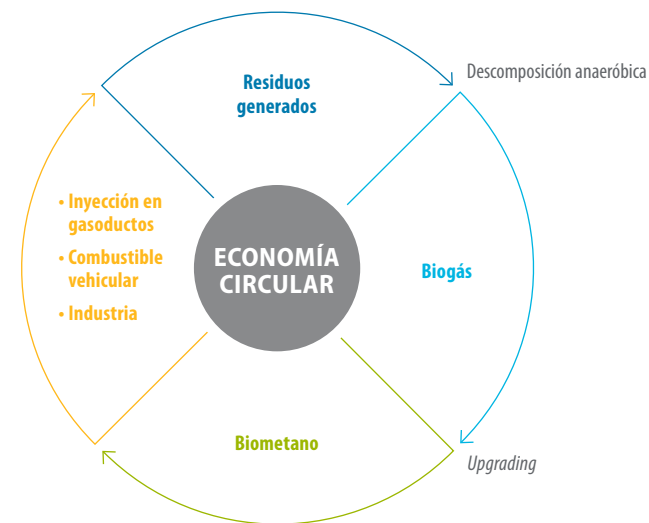 Residuos
generados
Descomposición anaeróbica
• Inyección en
gasoductos
• Combustible
vehicular
• Industria
ECONOMÍA
CIRCULAR
Biogás
Biometano
Upgrading